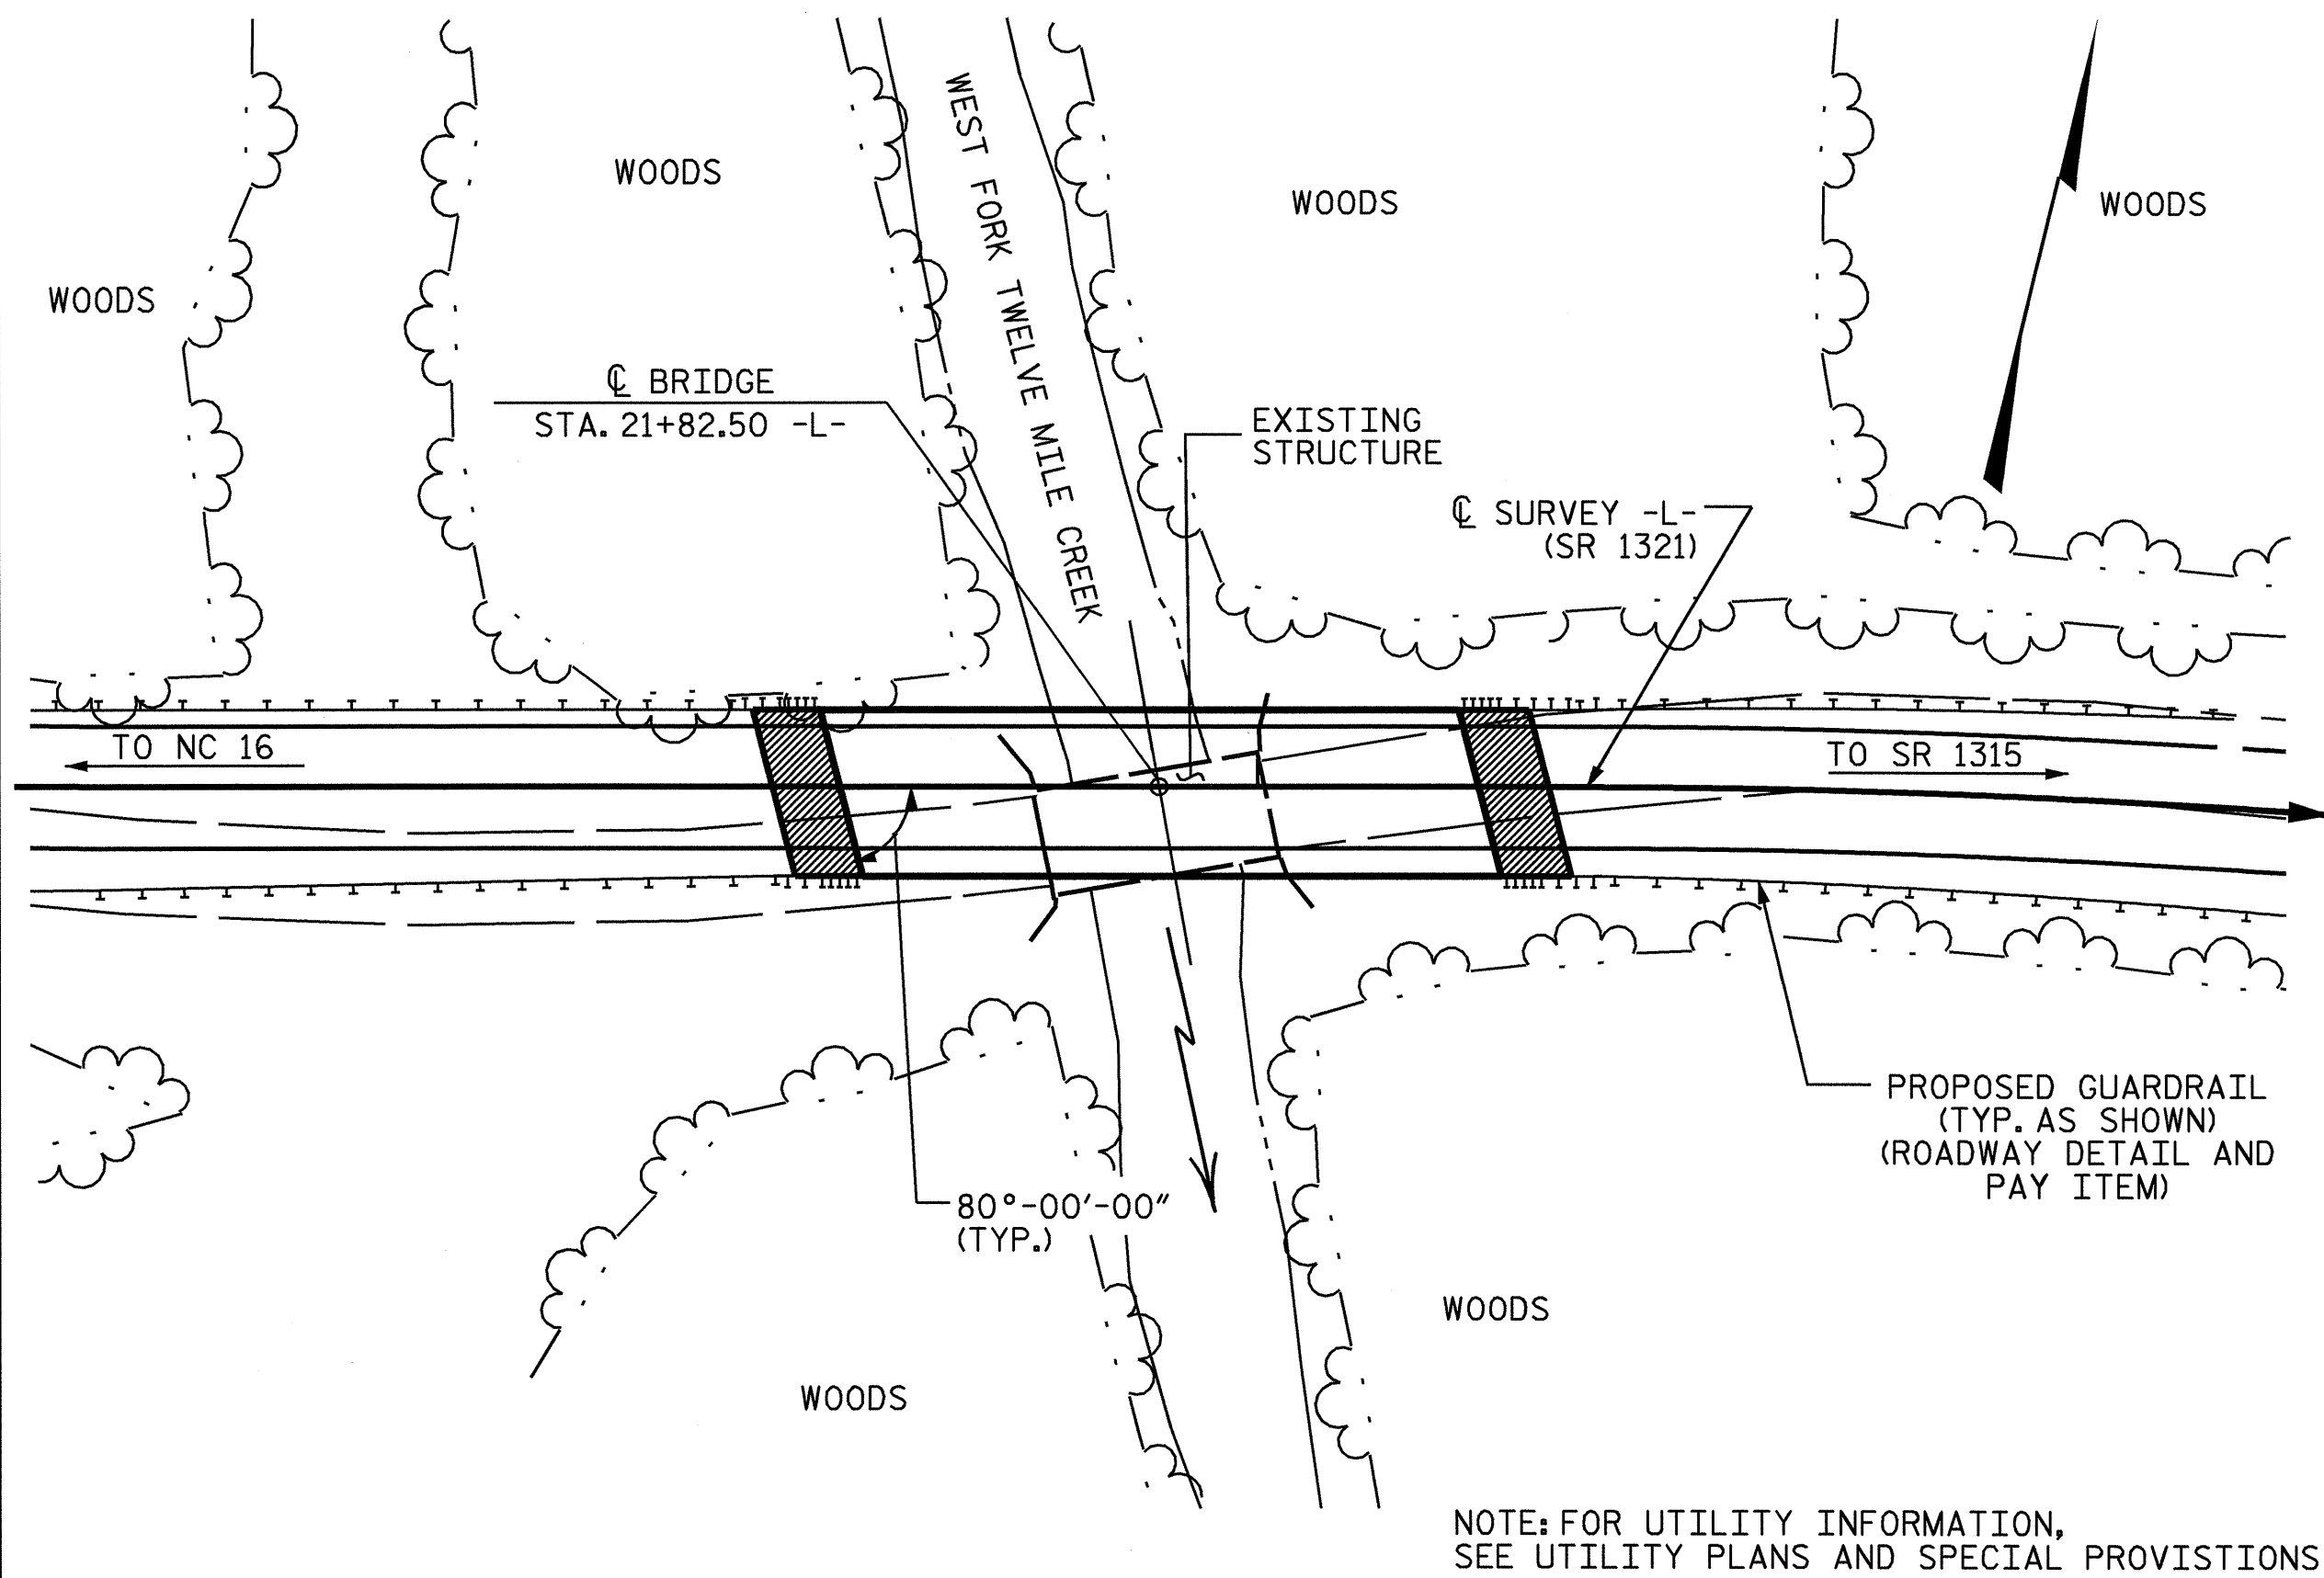 WOODS
WOODS
WOODS
WOODS
WEST FORK TWELVE MILE CREEK
℄ BRIDGE
STA. 21+82.50 -L-
EXISTING
STRUCTURE
℄ SURVEY -L-
(SR 1321)
TO NC 16
TO SR 1315
PROPOSED GUARDRAIL
(TYP. AS SHOWN)
(ROADWAY DETAIL AND
PAY ITEM)
80°-00'-00"
(TYP.)
WOODS
WOODS
NOTE: FOR UTILITY INFORMATION,
SEE UTILITY PLANS AND SPECIAL PROVISTIONS